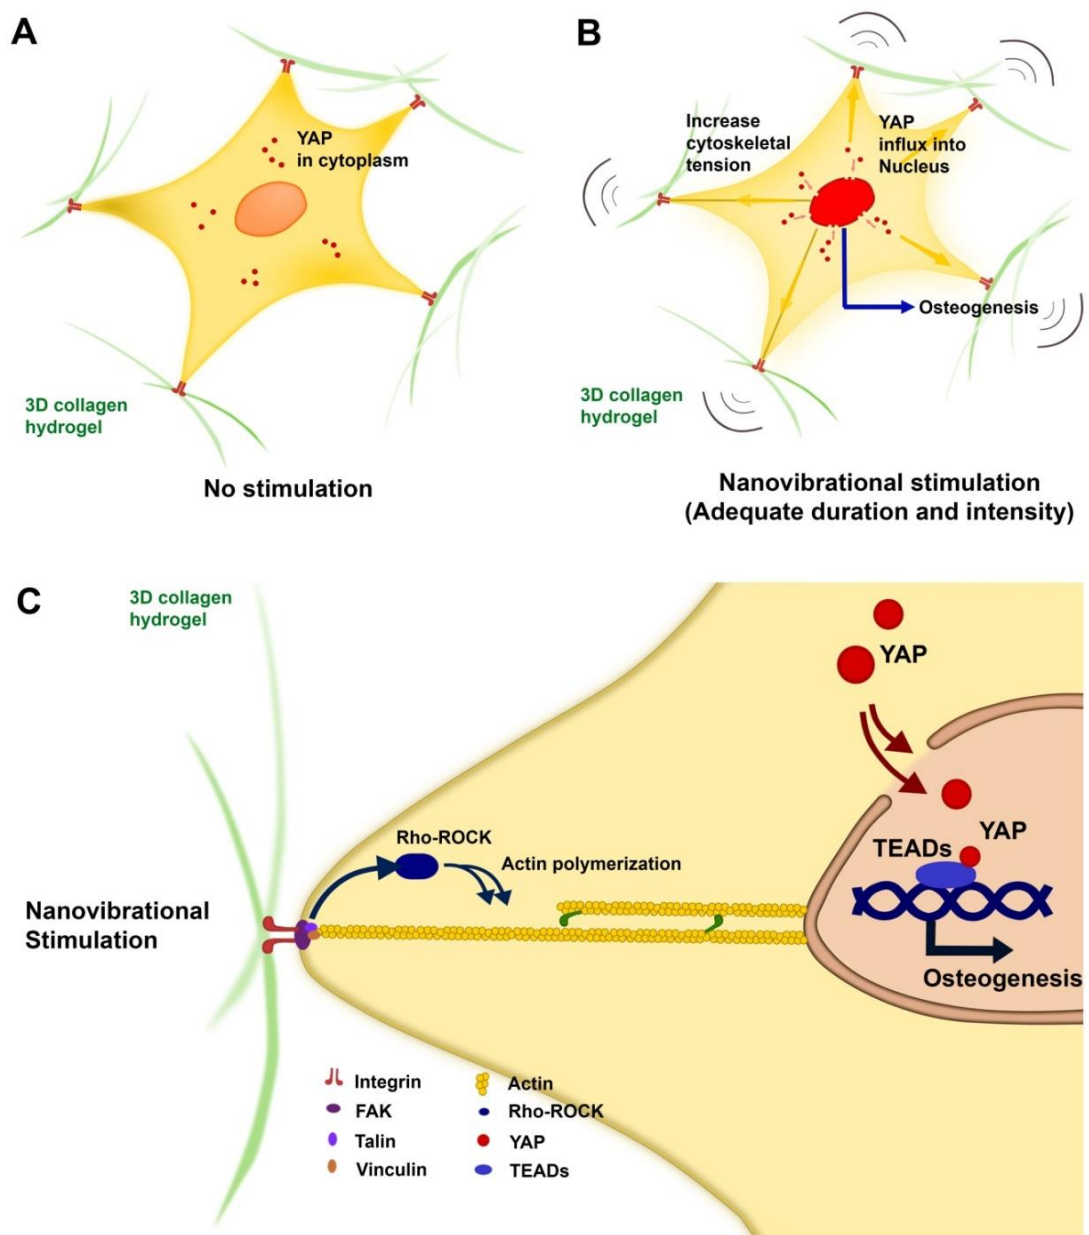 A
YAP
in cytoplasm
3D collagen
hydrogel
No stimulation
B
Increase
cytoskeletal
tension
YAP
influx into
Nucleus
Osteogenesis
3D collagen
hydrogel
Nanovibrational stimulation
(Adequate duration and intensity)
C
3D collagen
hydrogel
YAP
Rho-ROCK
Actin polymerization
YAP
TEADs
Nanovibrational
Stimulation
Osteogenesis
Integrin
FAK
Talin
Vinculin
Actin
Rho-ROCK
YAP
TEADs